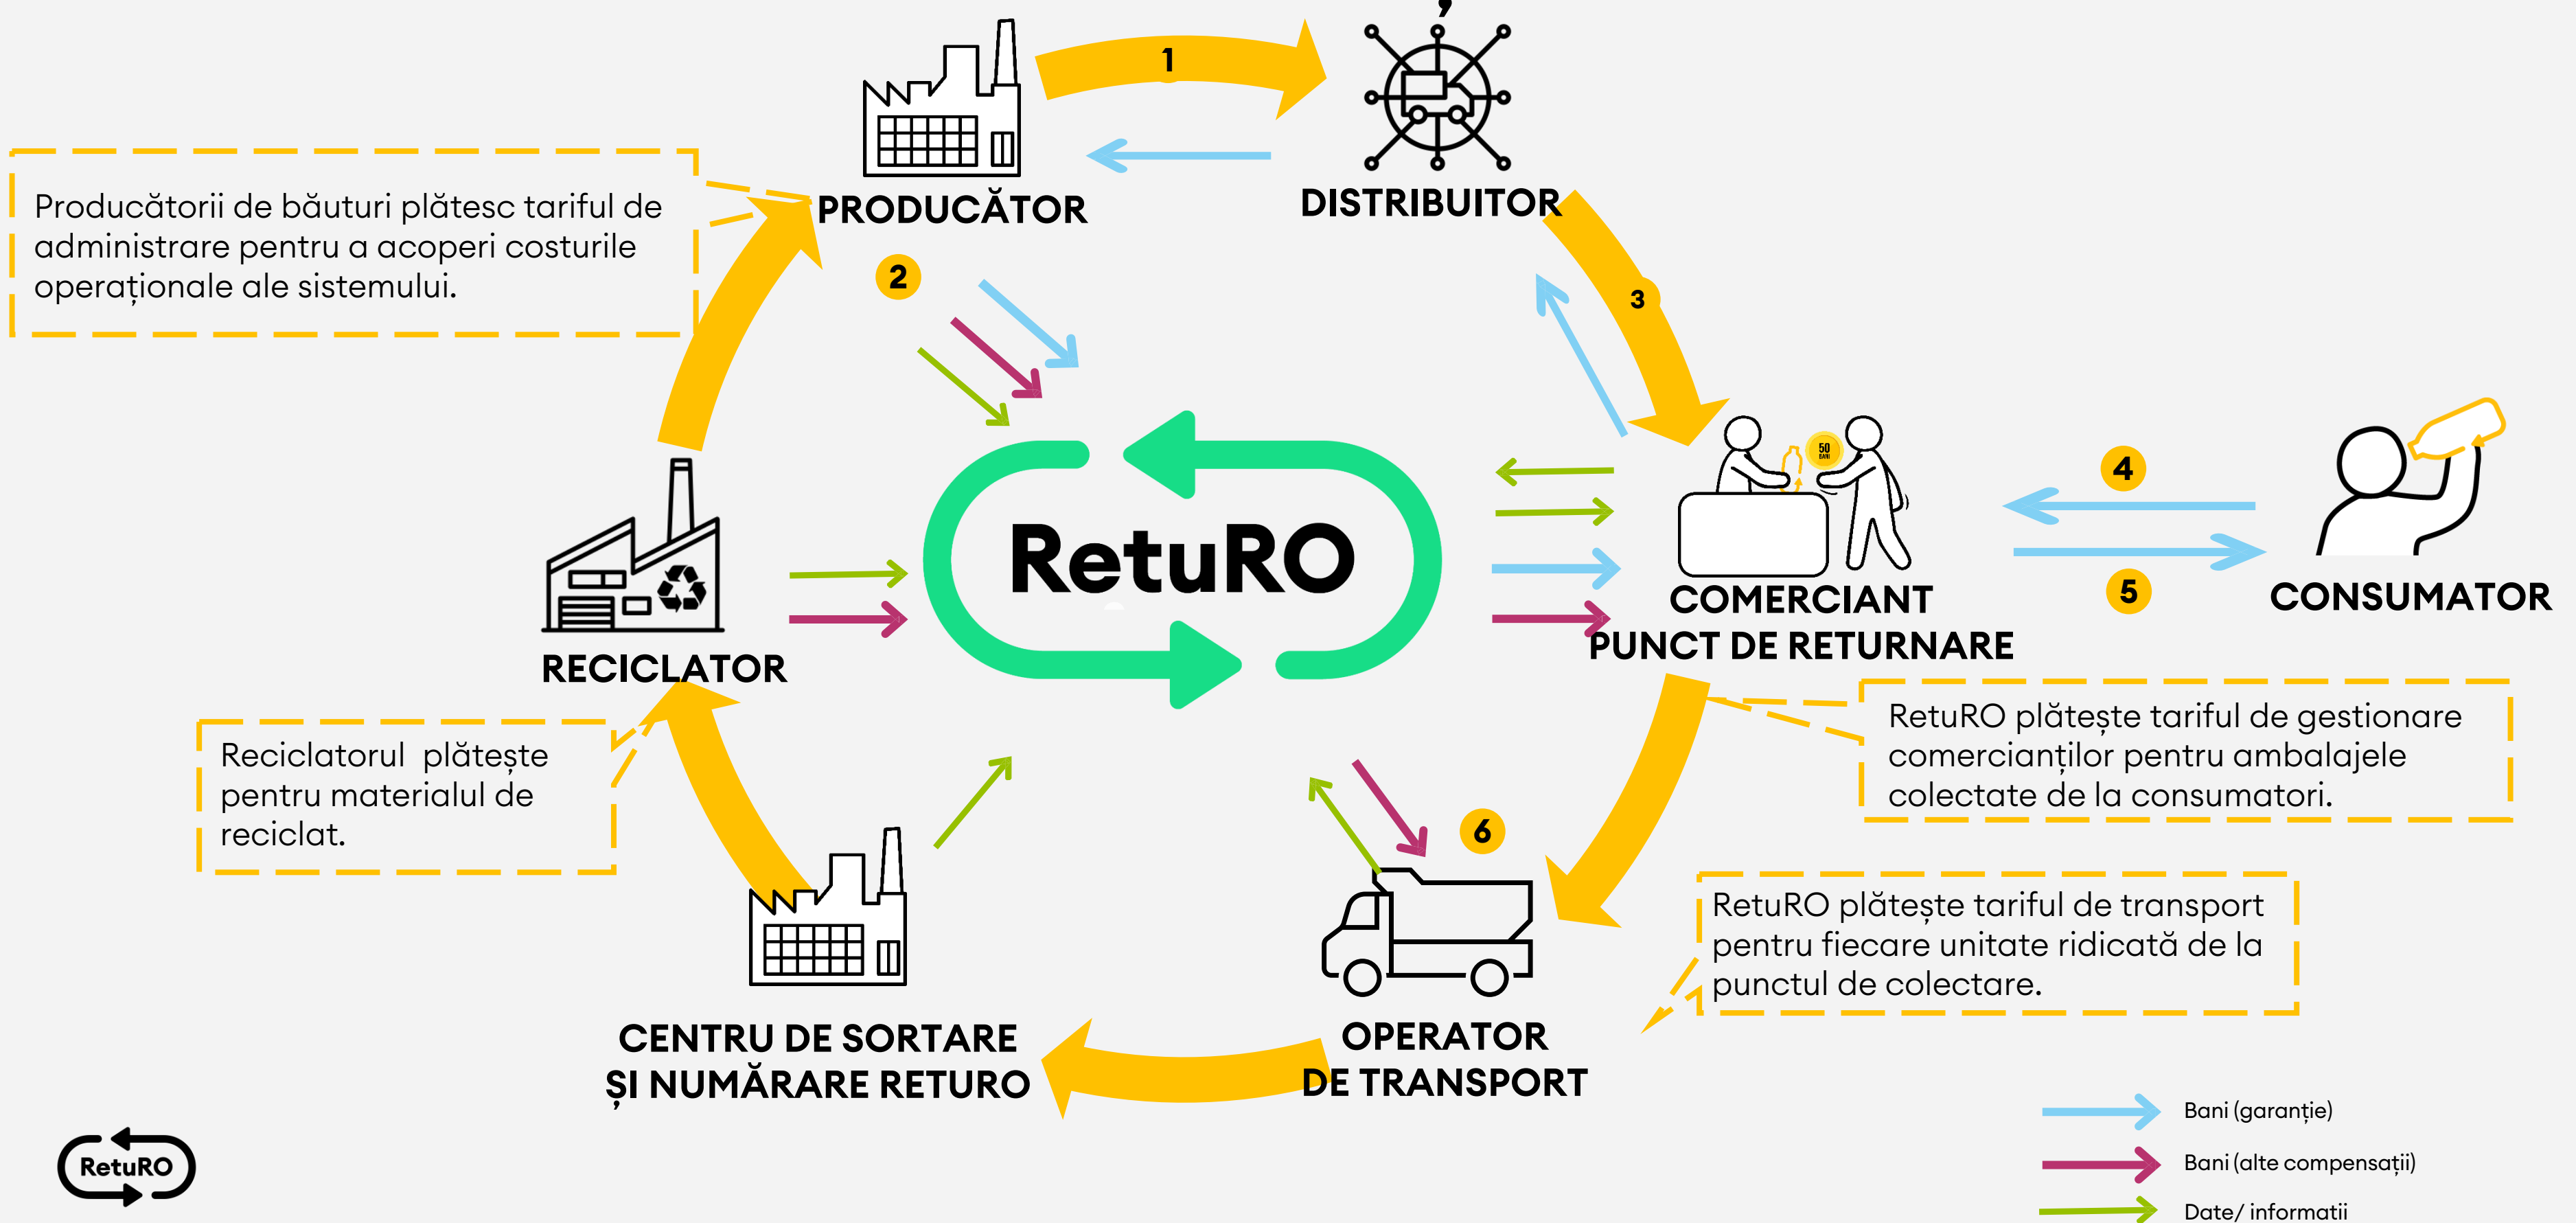 1
PRODUCĂTOR
DISTRIBUITOR
Producătorii de băuturi plătesc tariful de
administrare pentru a acoperi costurile
operaționale ale sistemului.
2
3
50
BANI
4
RetuRO
5
CONSUMATOR
COMERCIANT
PUNCT DE RETURNARE
RECICLATOR
RetuRO plătește tariful de gestionare
comercianților pentru ambalajele
colectate de la consumatori.
Reciclatorul  plătește
pentru materialul de
reciclat.
6
RetuRO plătește tariful de transport
pentru fiecare unitate ridicată de la
punctul de colectare.
CENTRU DE SORTARE
ȘI NUMĂRARE RETURO
OPERATOR
DE TRANSPORT
Bani (garanție)
Bani (alte compensații)
Date/ informatii
RetuRO